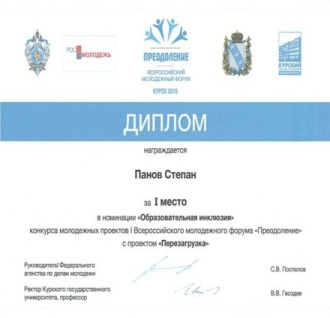 РОС
МОЛОДЕЖЬ
ПРЕОДОЛЕНИЕ
ВСЕРОССИЙСКИЙ
МОЛОДЕЖНЫЙ ФОРУМ
КУРСК 2015
КУРСКИЙ
ДИПЛОМ
награждается
Панов Степан
за I место
в номинации «Образовательная инклюзия»
конкурса молодежных проектов I Всероссийского молодежного форума «Преодоление»
с проектом «Перезагрузка»
Руководитель Федерального
агентства по делам молодежи
С.В. Поспелов
Ректор Курского государственного
университета, профессор
В.В. Гвоздев